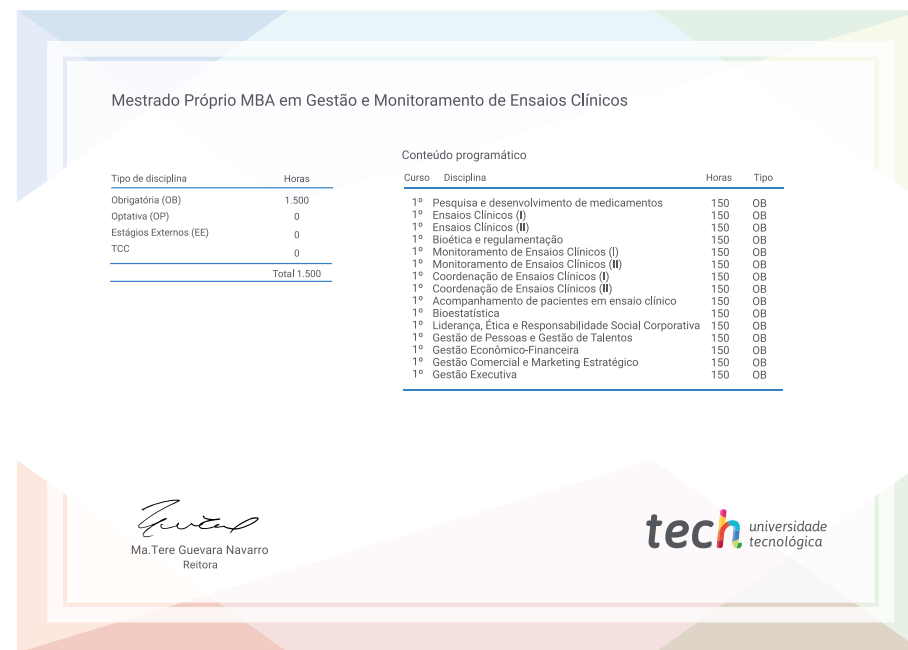 Mestrado Próprio MBA em Gestão e Monitoramento de Ensaios Clínicos
Tipo de disciplina Horas
Obrigatória (OB) 1.500
Optativa (OP) 0
Estágios Externos (EE) 0
TCC 0
Total 1.500
Conteúdo programático
Curso Disciplina Horas Tipo
1º Pesquisa e desenvolvimento de medicamentos 150 OB
1º Ensaios Clínicos (I) 150 OB
1º Ensaios Clínicos (II) 150 OB
1º Bioética e regulamentação 150 OB
1º Monitoramento de Ensaios Clínicos (I) 150 OB
1º Monitoramento de Ensaios Clínicos (II) 150 OB
1º Coordenação de Ensaios Clínicos (I) 150 OB
1º Coordenação de Ensaios Clínicos (II) 150 OB
1º Acompanhamento de pacientes em ensaio clínico 150 OB
1º Bioestatística 150 OB
1º Liderança, Ética e Responsabilidade Social Corporativa 150 OB
1º Gestão de Pessoas e Gestão de Talentos 150 OB
1º Gestão Econômico-Financeira 150 OB
1º Gestão Comercial e Marketing Estratégico 150 OB
1º Gestão Executiva 150 OB
Ma.Tere Guevara Navarro
Reitora
tech universidade
tecnológica